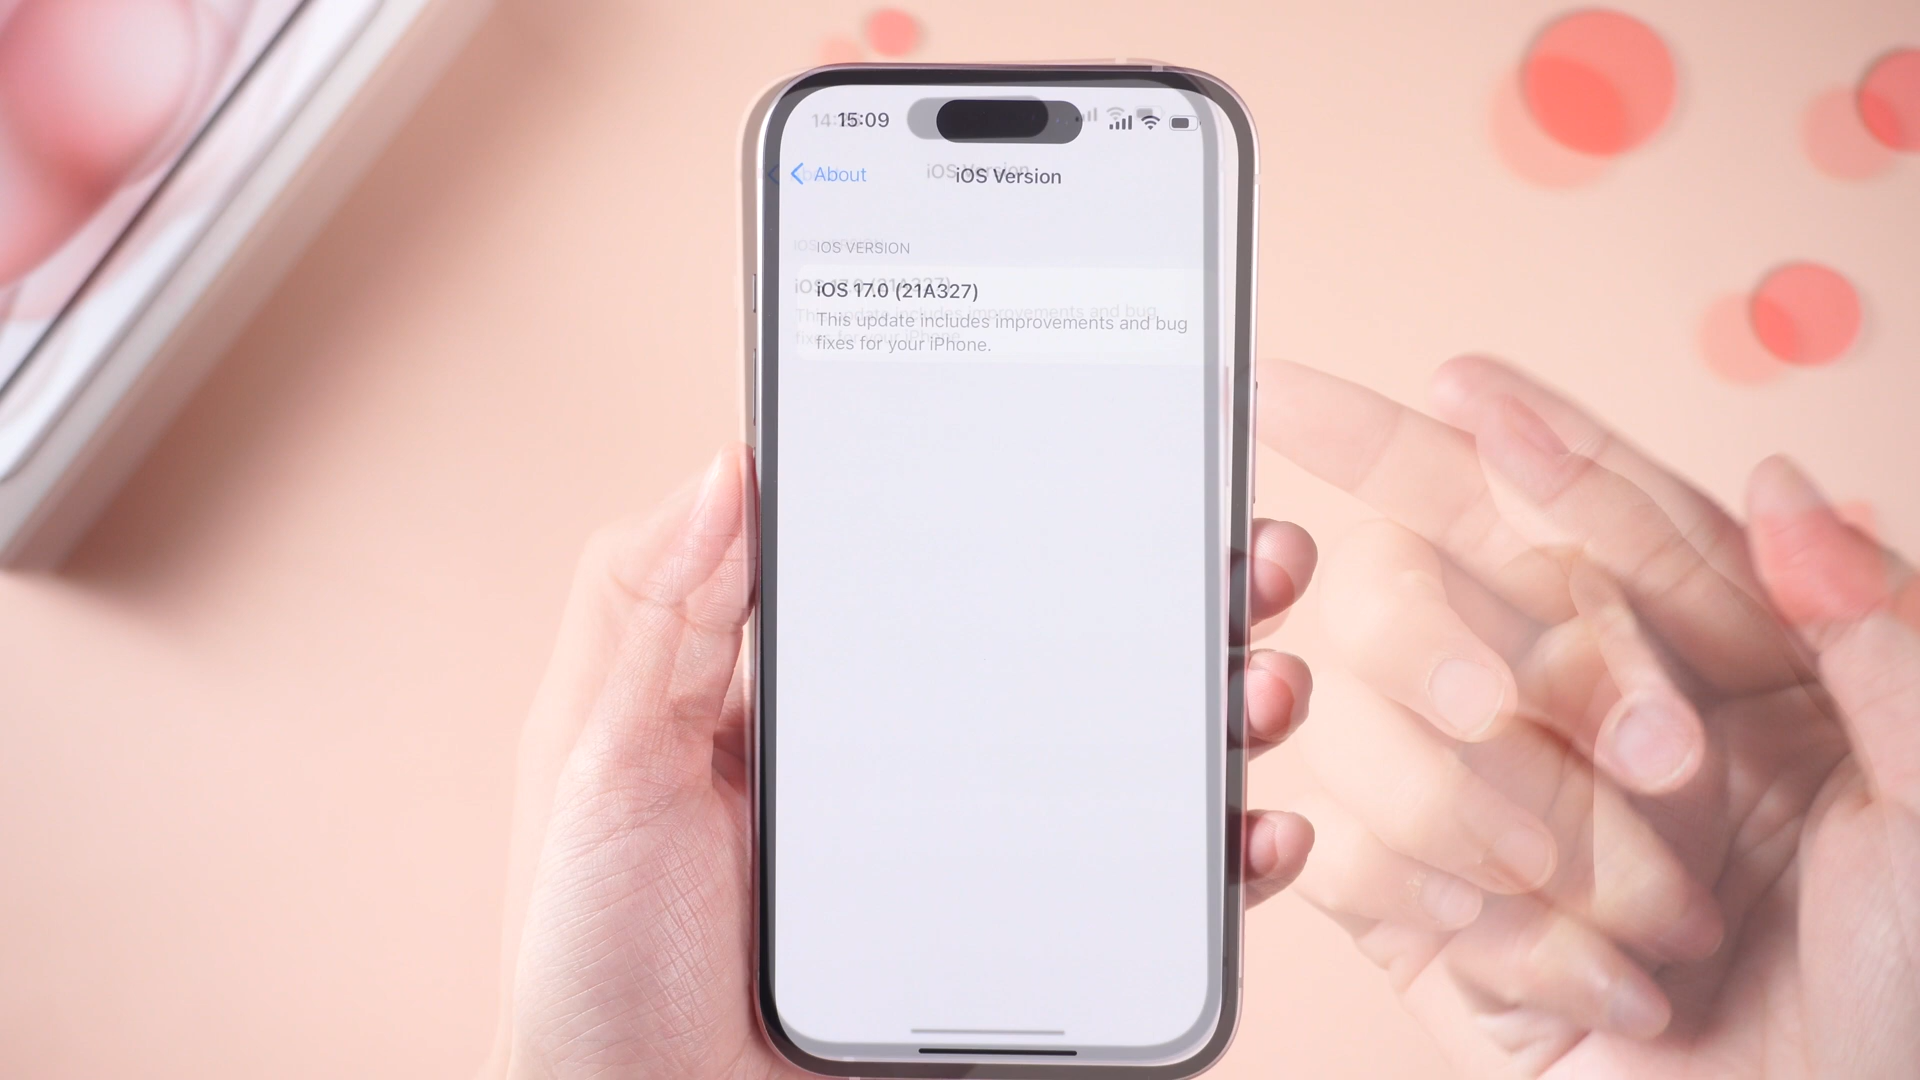 15:09
About
iOS Version
IOS VERSION
iOS 17.0 (21A327)
This update includes improvements and bug
fixes for your iPhone.